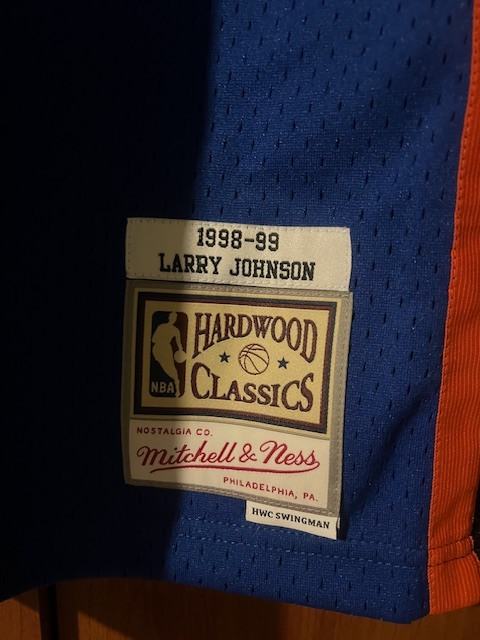 1998-99
LARRY JOHNSON
HARDWOOD
NBA
CLASSICS
NOSTALGIA CO.
Mitchell & Ness
PHILADELPHIA, PA.
HWC SWINGMAN